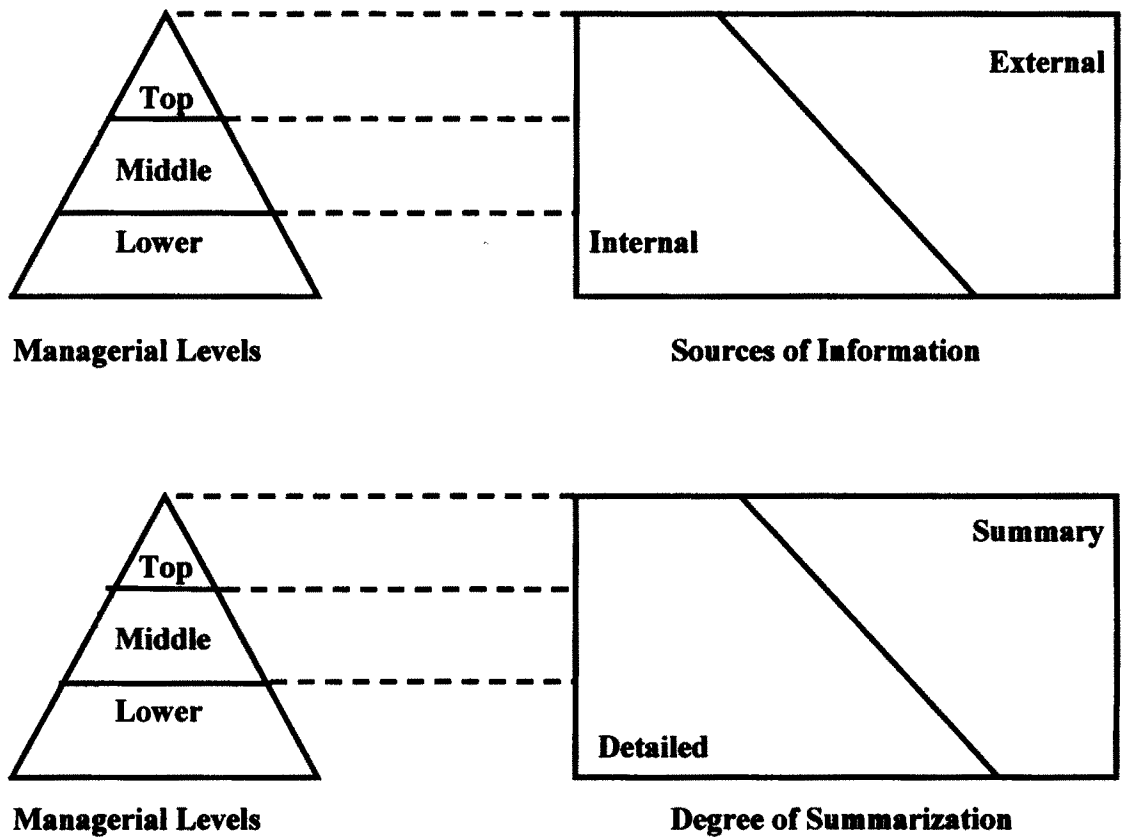 Top
External
Middle
Lower
Internal
Managerial Levels
Sources of Information
Top
Summary
Middle
Lower
Detailed
Managerial Levels
Degree of Summarization